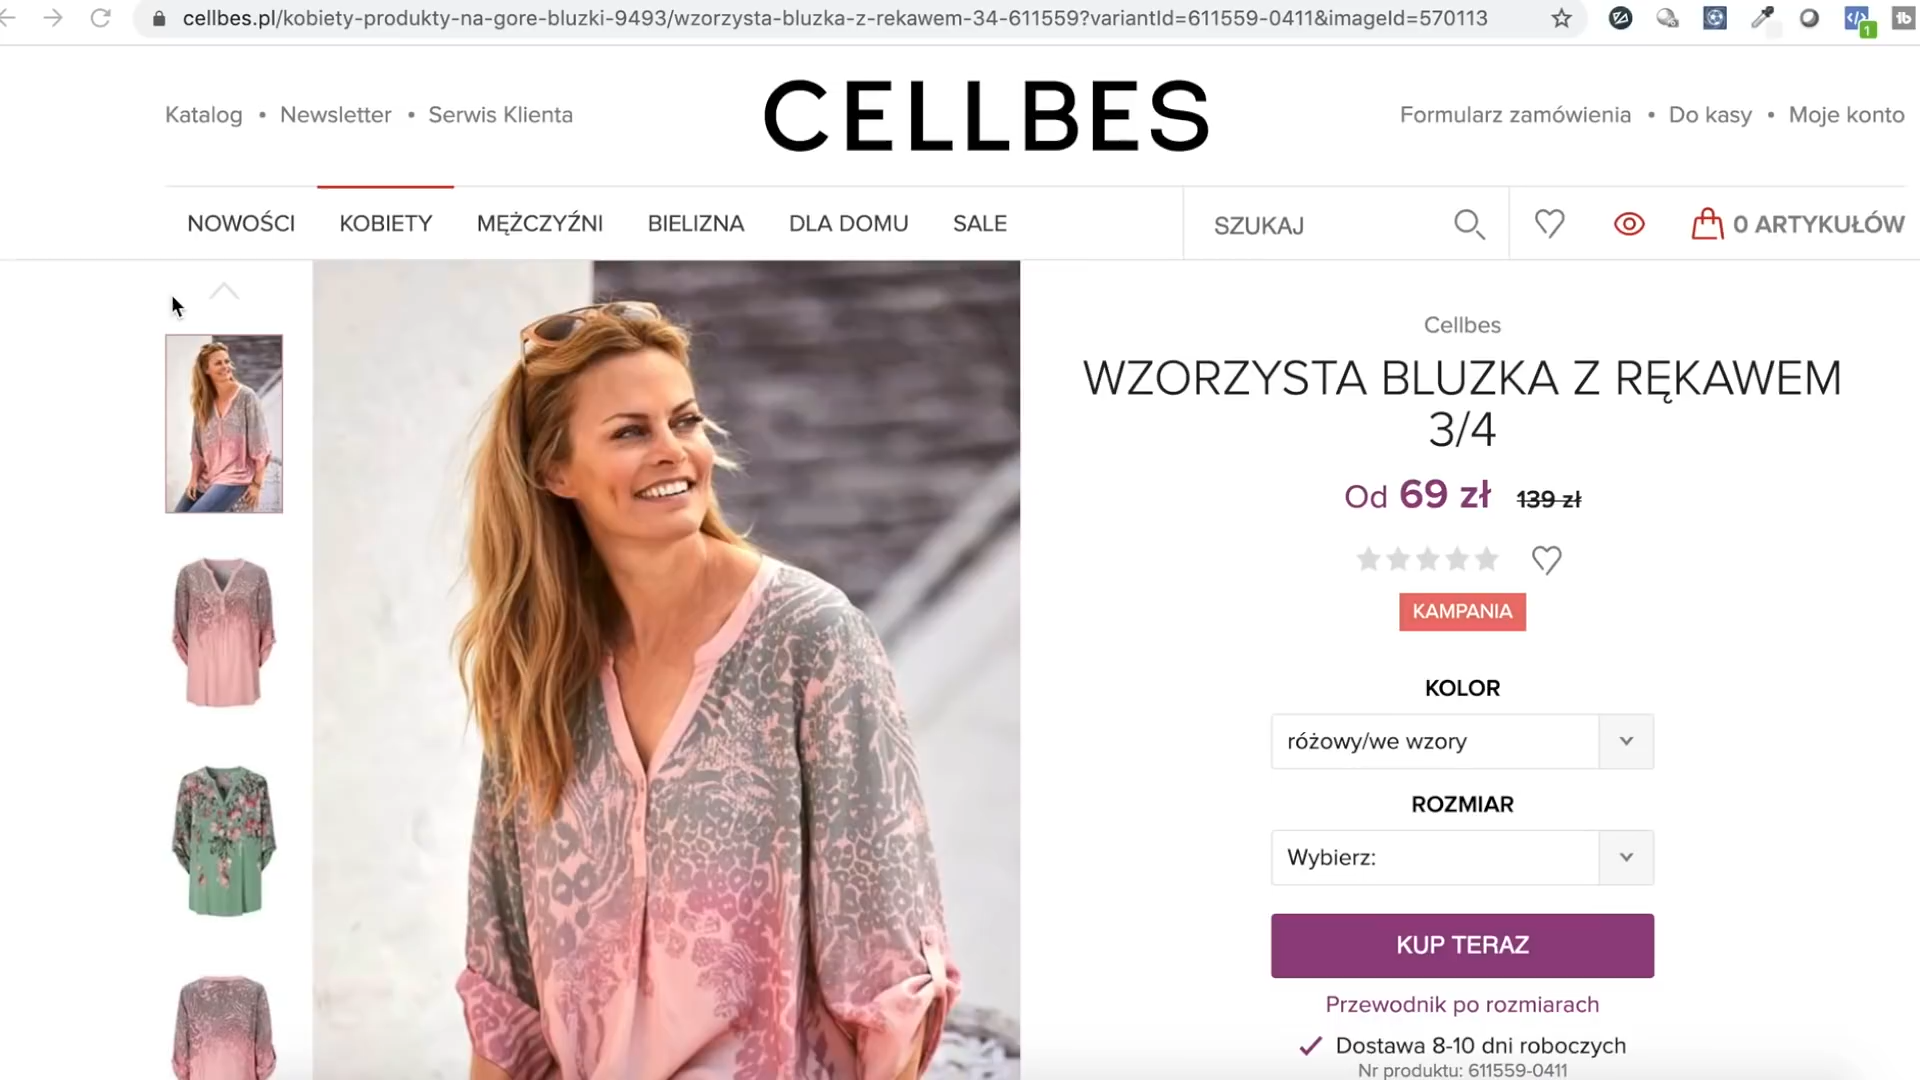 cellbes.pl/kobiety-produkty-na-gore-bluzki-9493/wzorzysta-bluzka-z-rekawem-34-611559?variantId=611559-0411&imageId=570113
1
Katalog • Newsletter • Serwis Klienta
CELLBES
Formularz zamówienia • Do kasy • Moje konto
NOWOŚCI KOBIETY MĘŻCZYŹNI BIELIZNA DLA DOMU SALE
SZUKAJ
0 ARTYKUŁÓW
Cellbes
WZORZYSTA BLUZKA Z RĘKAWEM
3/4
Od 69 zł 139 zł
KAMPANIA
KOLOR
różowy/we wzory
ROZMIAR
Wybierz:
KUP TERAZ
Przewodnik po rozmiarach
Dostawa 8-10 dni roboczych
Nr produktu: 611559-0411